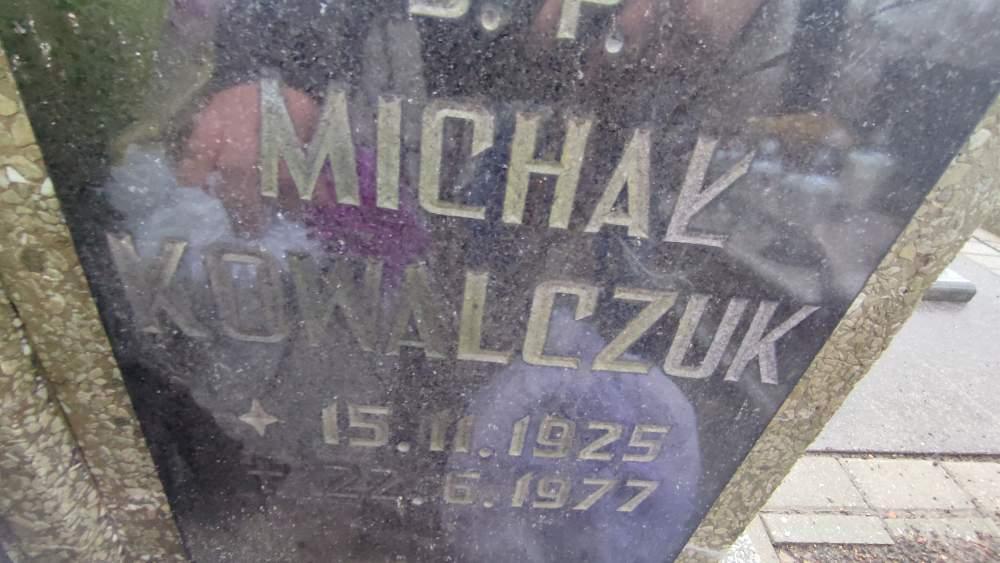 Ś.P.
MICHAŁ
KOWALCZUK
15.11.1925
22.6.1977